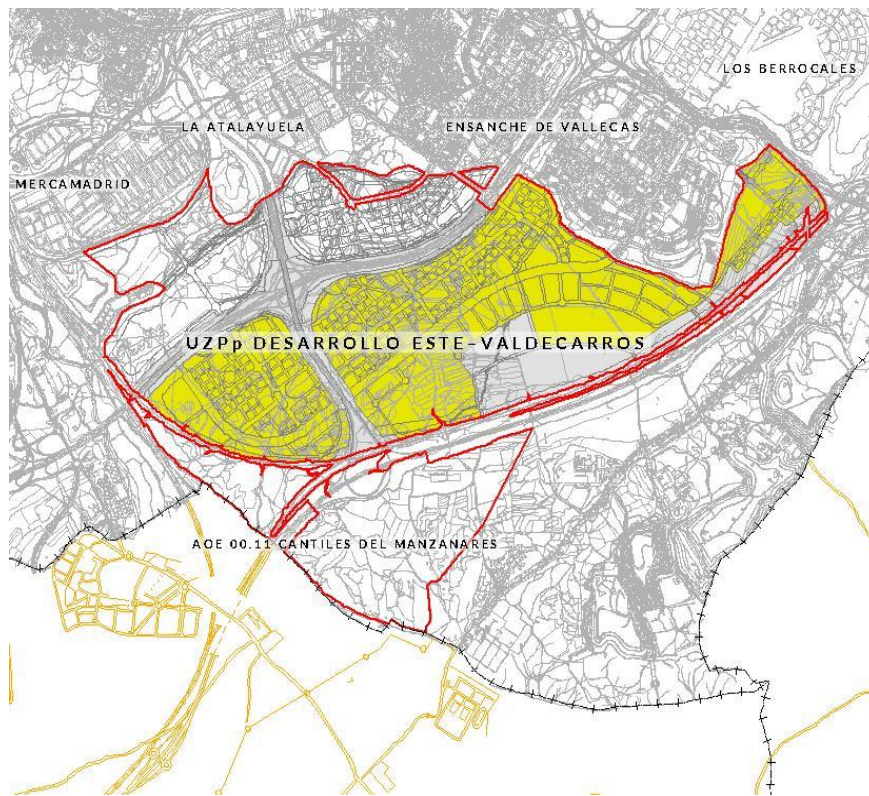 LOS BERROCALES
LA ATALAYUELA
ENSANCHE DE VALLECAS
MERCAMADRID
UZPp DESARROLLO ESTE-VALDECARROS
AOE 00.11 CANTILES DEL MANZANARES